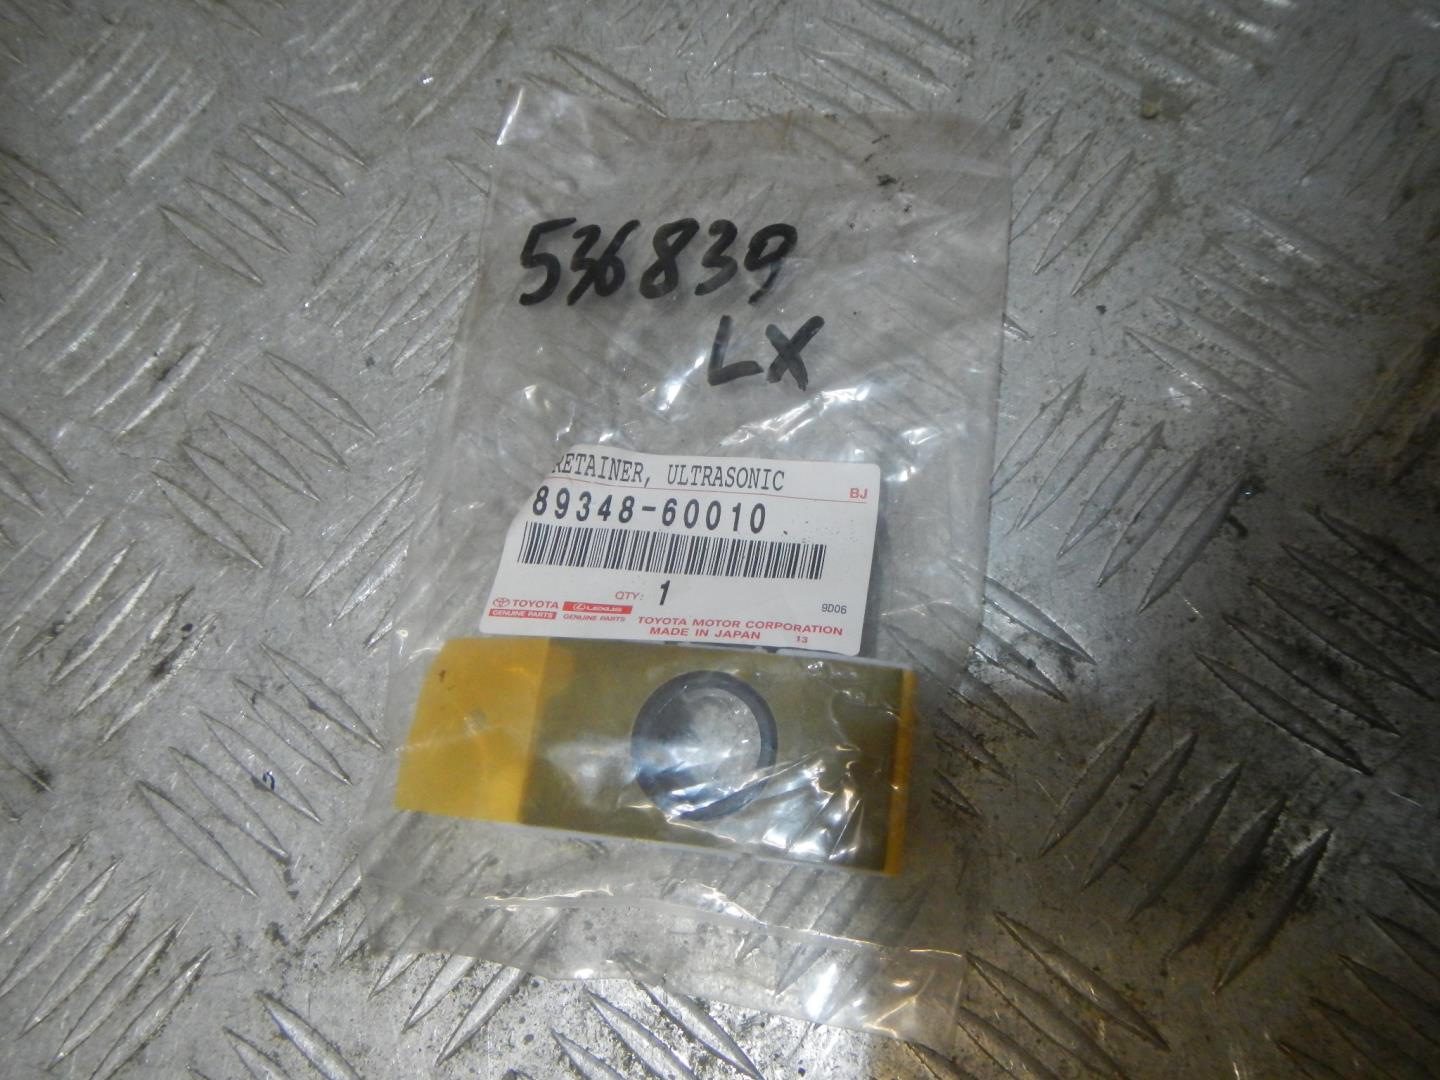 536839
LX
RETAINER, ULTRASONIC
BJ
89348-60010
QTY: 1
9D06
TOYOTA
GENUINE PARTS
LEXUS
GENUINE PARTS
TOYOTA MOTOR CORPORATION
MADE IN JAPAN 13